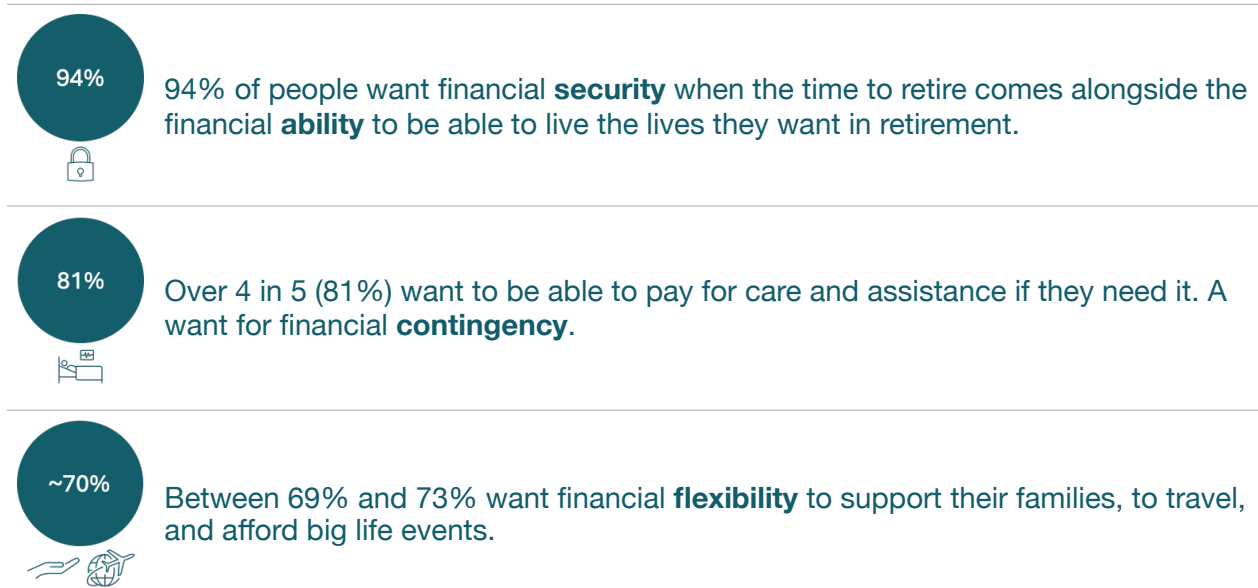 94%
94% of people want financial security when the time to retire comes alongside the
financial ability to be able to live the lives they want in retirement.
81%
Over 4 in 5 (81%) want to be able to pay for care and assistance if they need it. A
want for financial contingency.
~70%
Between 69% and 73% want financial flexibility to support their families, to travel,
and afford big life events.